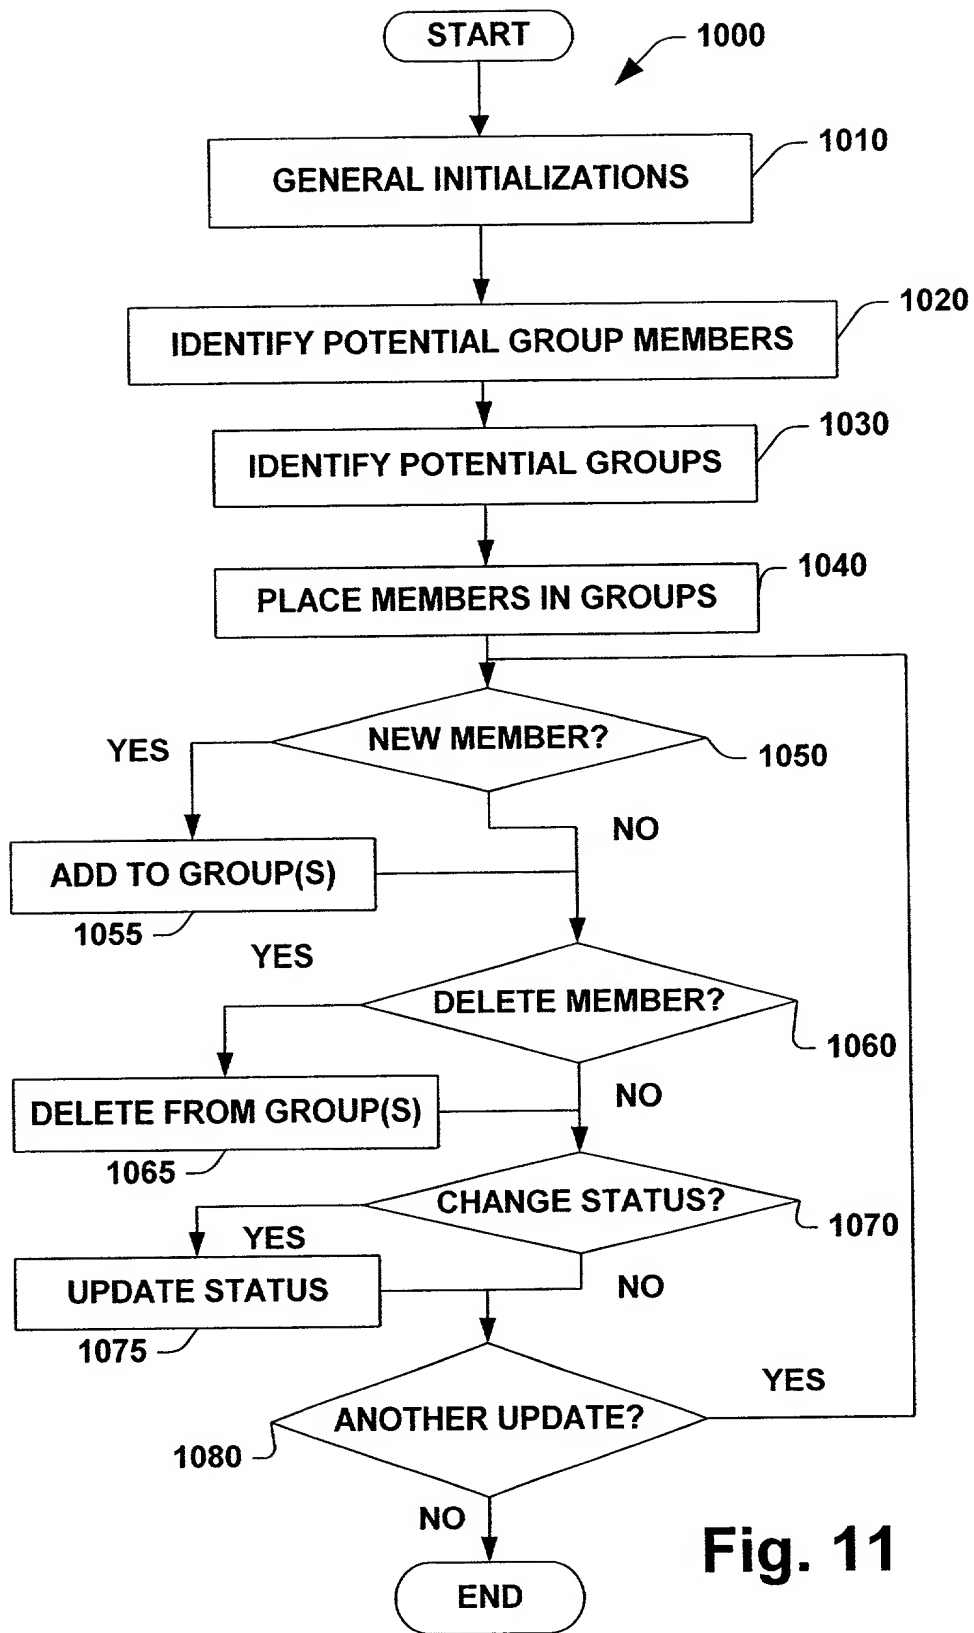 START
1000
1010
GENERAL INITIALIZATIONS
1020
IDENTIFY POTENTIAL GROUP MEMBERS
1030
IDENTIFY POTENTIAL GROUPS
1040
PLACE MEMBERS IN GROUPS
NEW MEMBER?
YES
1050
NO
ADD TO GROUP(S)
1055
YES
DELETE MEMBER?
1060
NO
DELETE FROM GROUP(S)
1065
CHANGE STATUS?
1070
YES
NO
UPDATE STATUS
1075
YES
ANOTHER UPDATE?
1080
NO
Fig. 11
END